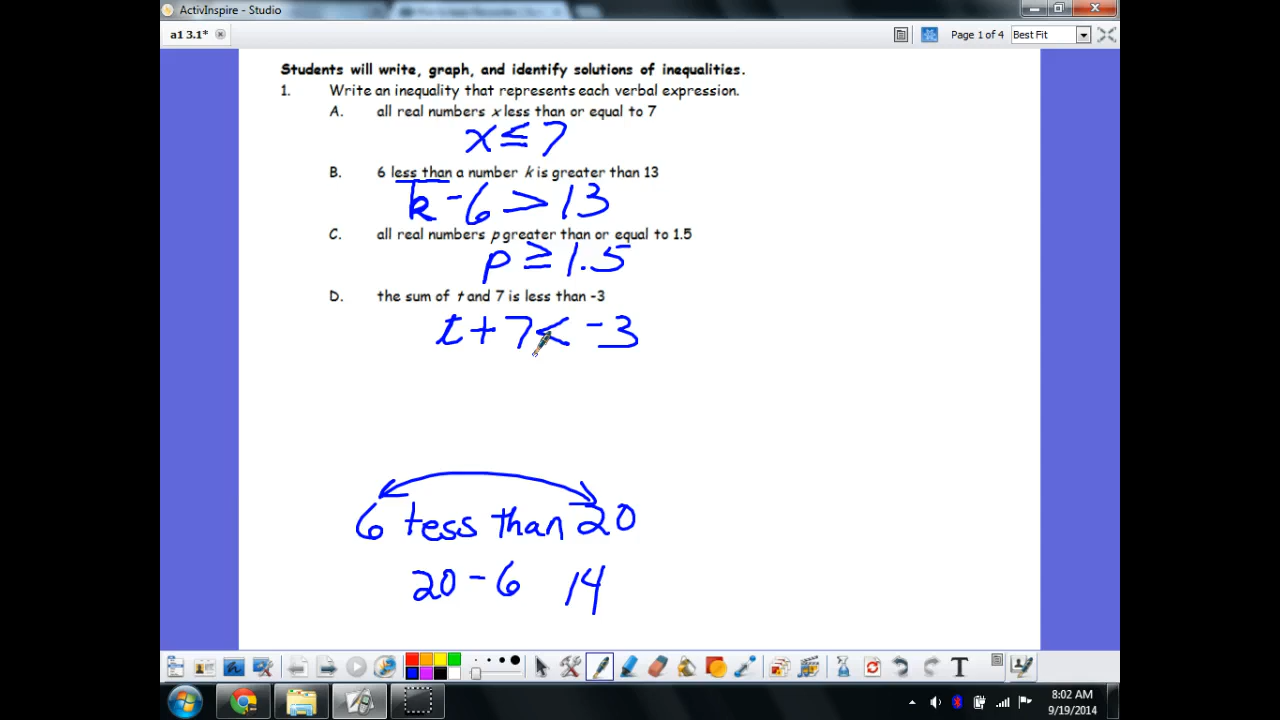 ActivInspire - Studio
a1 3.1*
Page 1 of 4
Best Fit
Students will write, graph, and identify solutions of inequalities.
1. Write an inequality that represents each verbal expression.
A. all real numbers x less than or equal to 7
x ≤ 7
B. 6 less than a number k is greater than 13
k - 6 > 13
C. all real numbers p greater than or equal to 1.5
p ≥ 1.5
D. the sum of t and 7 is less than -3
t + 7 < -3
6 less than 20
20 - 6 14
T
8:02 AM
9/19/2014